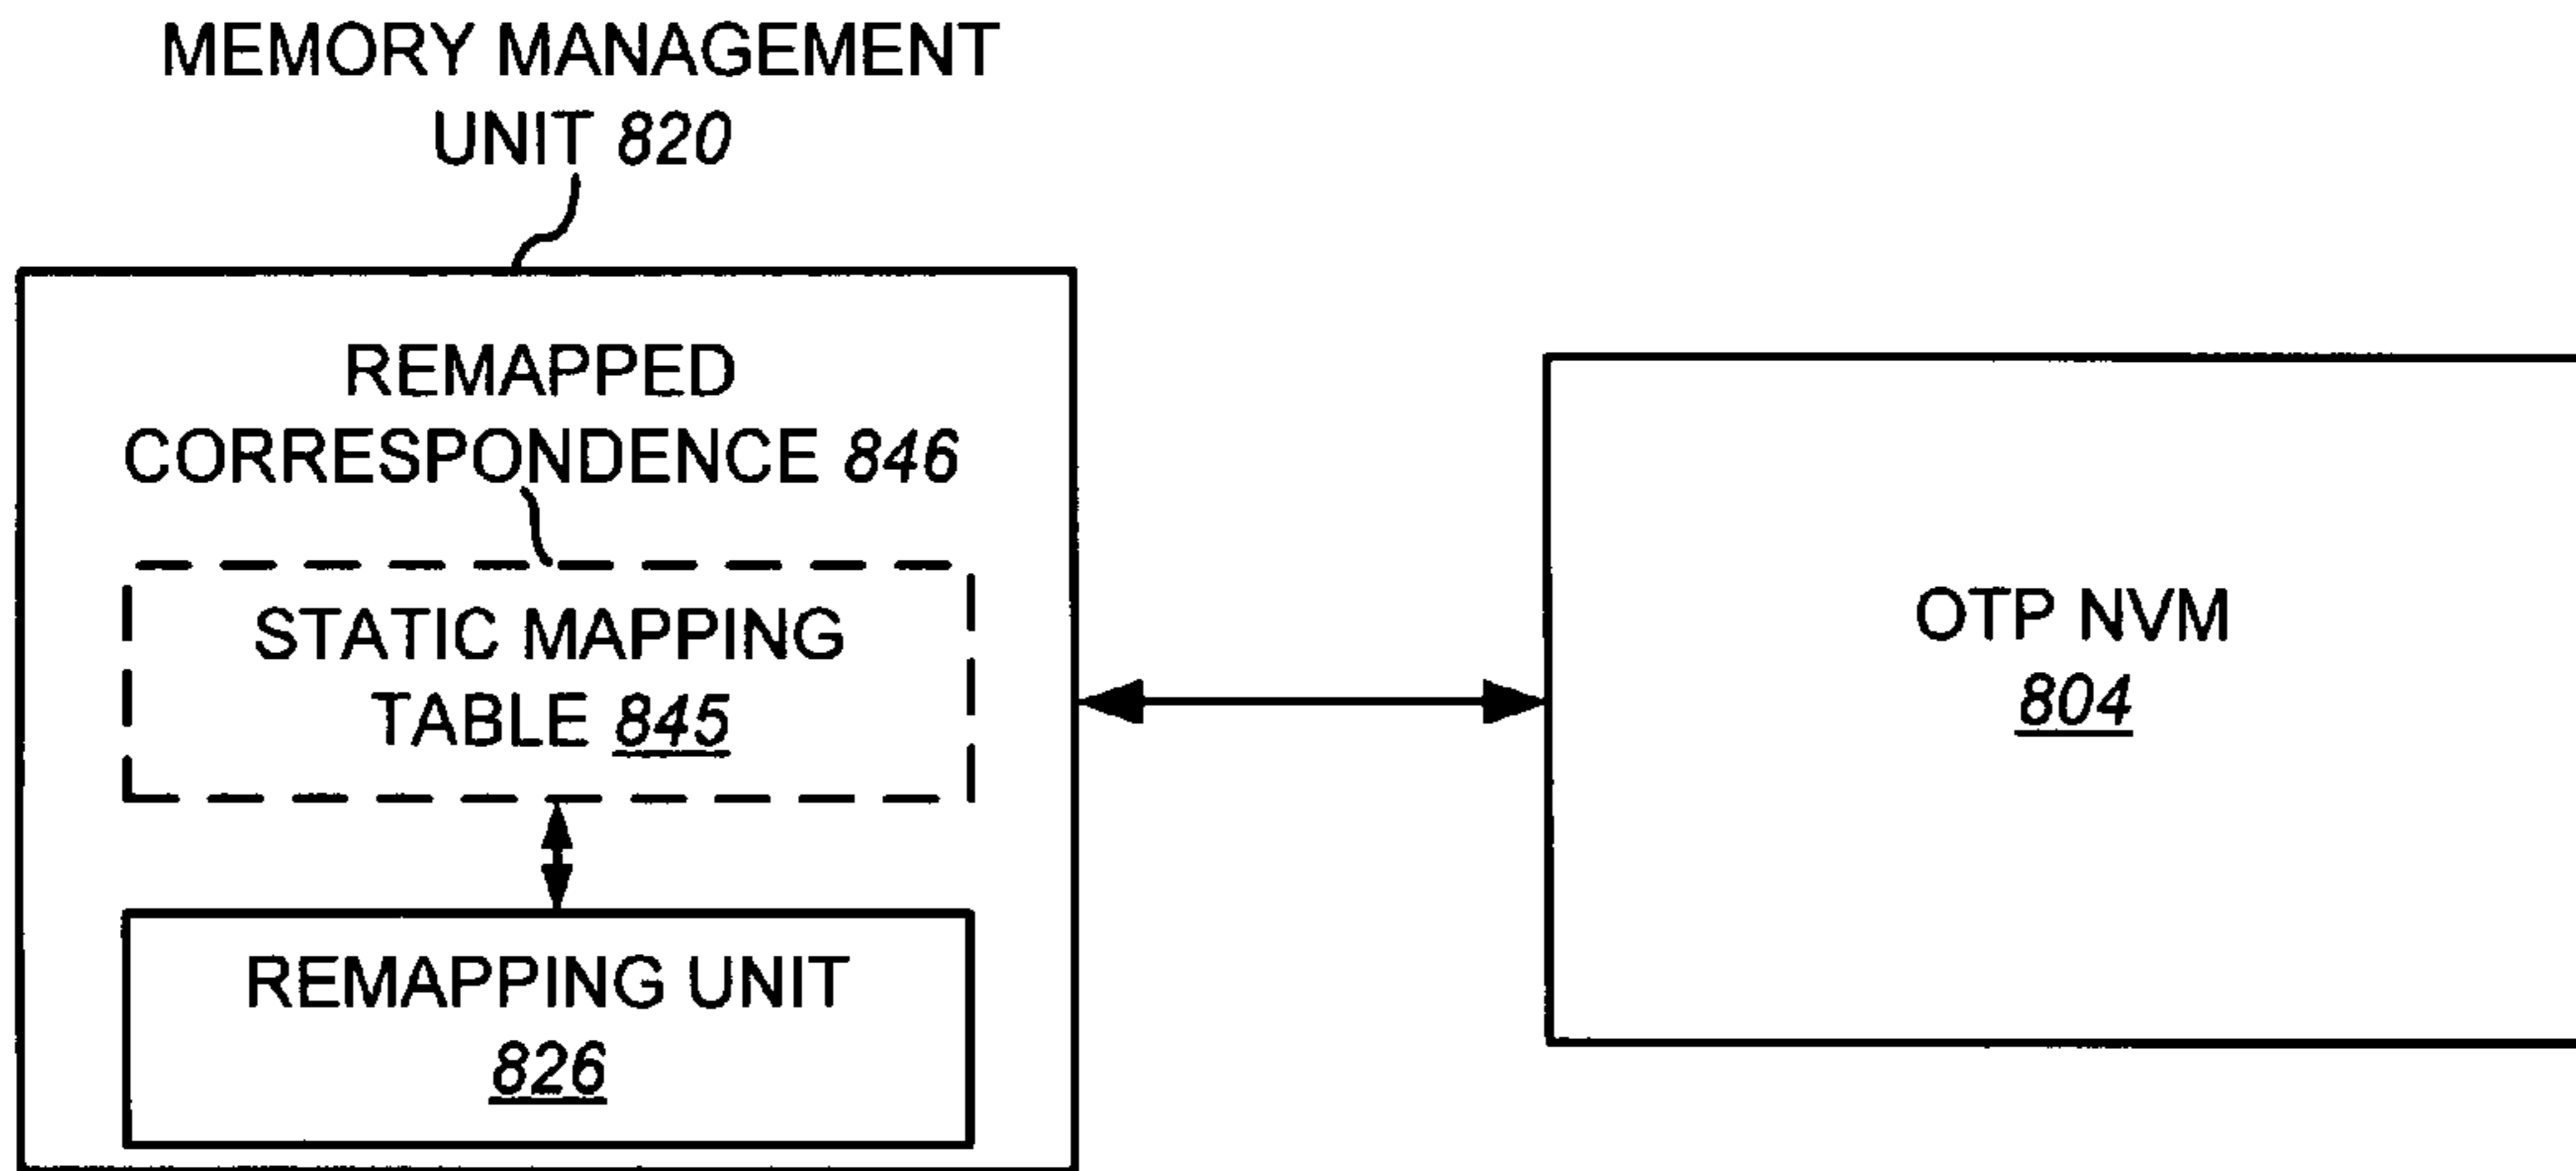 MEMORY MANAGEMENT
UNIT 820
REMAPPED
CORRESPONDENCE 846
STATIC MAPPING
TABLE 845
REMAPPING UNIT
826
OTP NVM
804